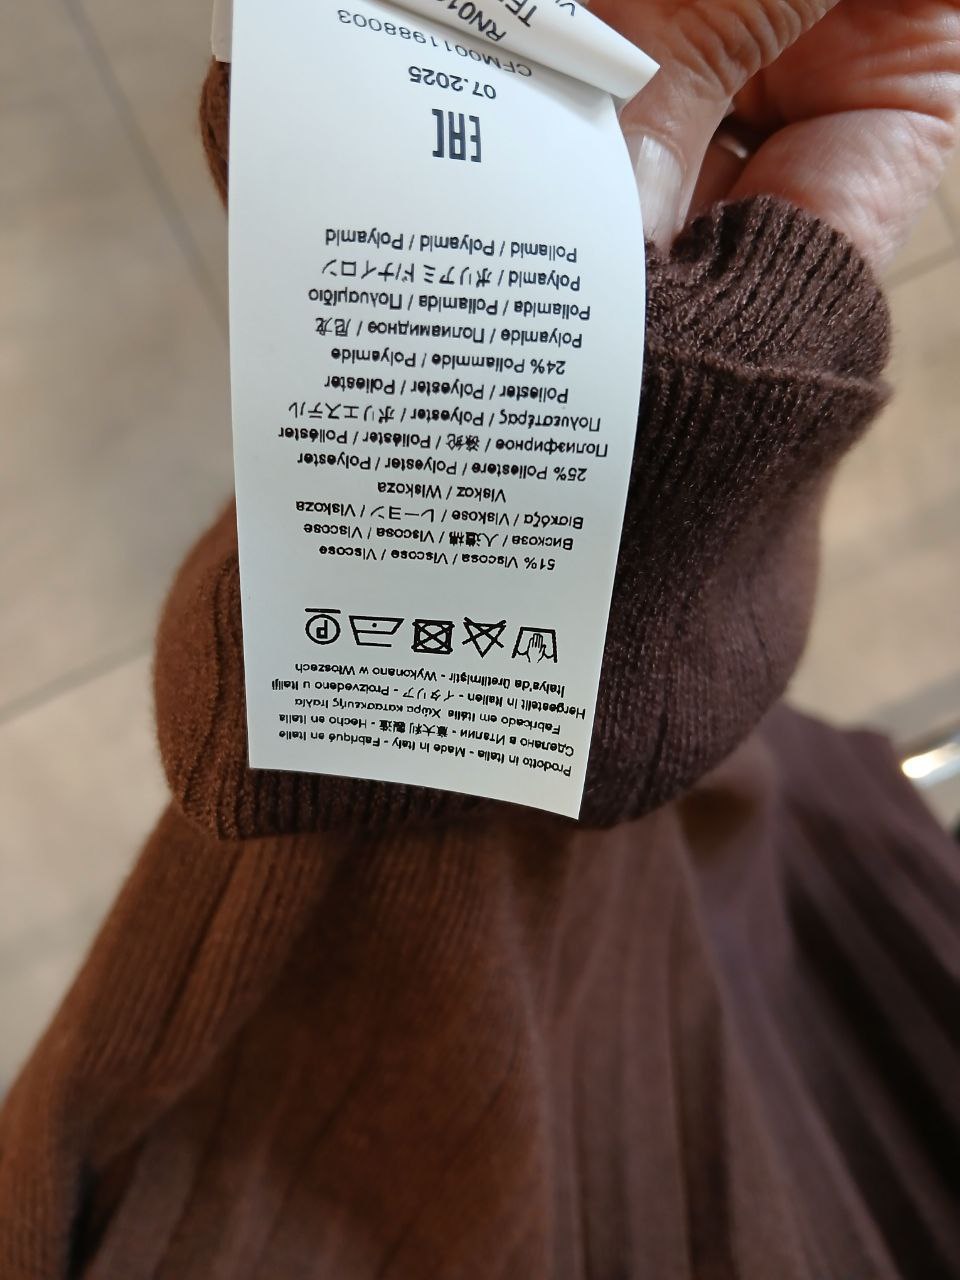 Prodotto in Italia - Made in Italy - Fabriqué en Italie
Сделано в Италии - 意大利製造 - Hecho en Italia
Fabricado em Itália Χώρα κατασκευής Ιταλία
Hergestellt in Italien - イタリア - Proizvedeno u Italiji
İtalya'da üretilmiştir - Wykonano w Włoszech
P
51% Viscosa / Viscose / Viscose
Вискоза / 人造棉 / Viscosa / Viscose
Βισκόζα / Viskose / レーヨン / Viskoza
Viskoz / Wiskoza
25% Poliestere / Polyester / Polyester
Полиэфирное / 滌綸 / Poliéster / Poliéster
Πολυεστέρας / Polyester / ポリエステル
Poliester / Polyester / Poliester
24% Poliammide / Polyamide
Polyamide / Полиамидное / 尼龙
Poliamida / Poliamida / Πολυαμίδιο
Polyamid / ポリアミド/ナイロン
Poliamid / Polyamid / Polyamid
EAC
07.2025
CFM0011988003